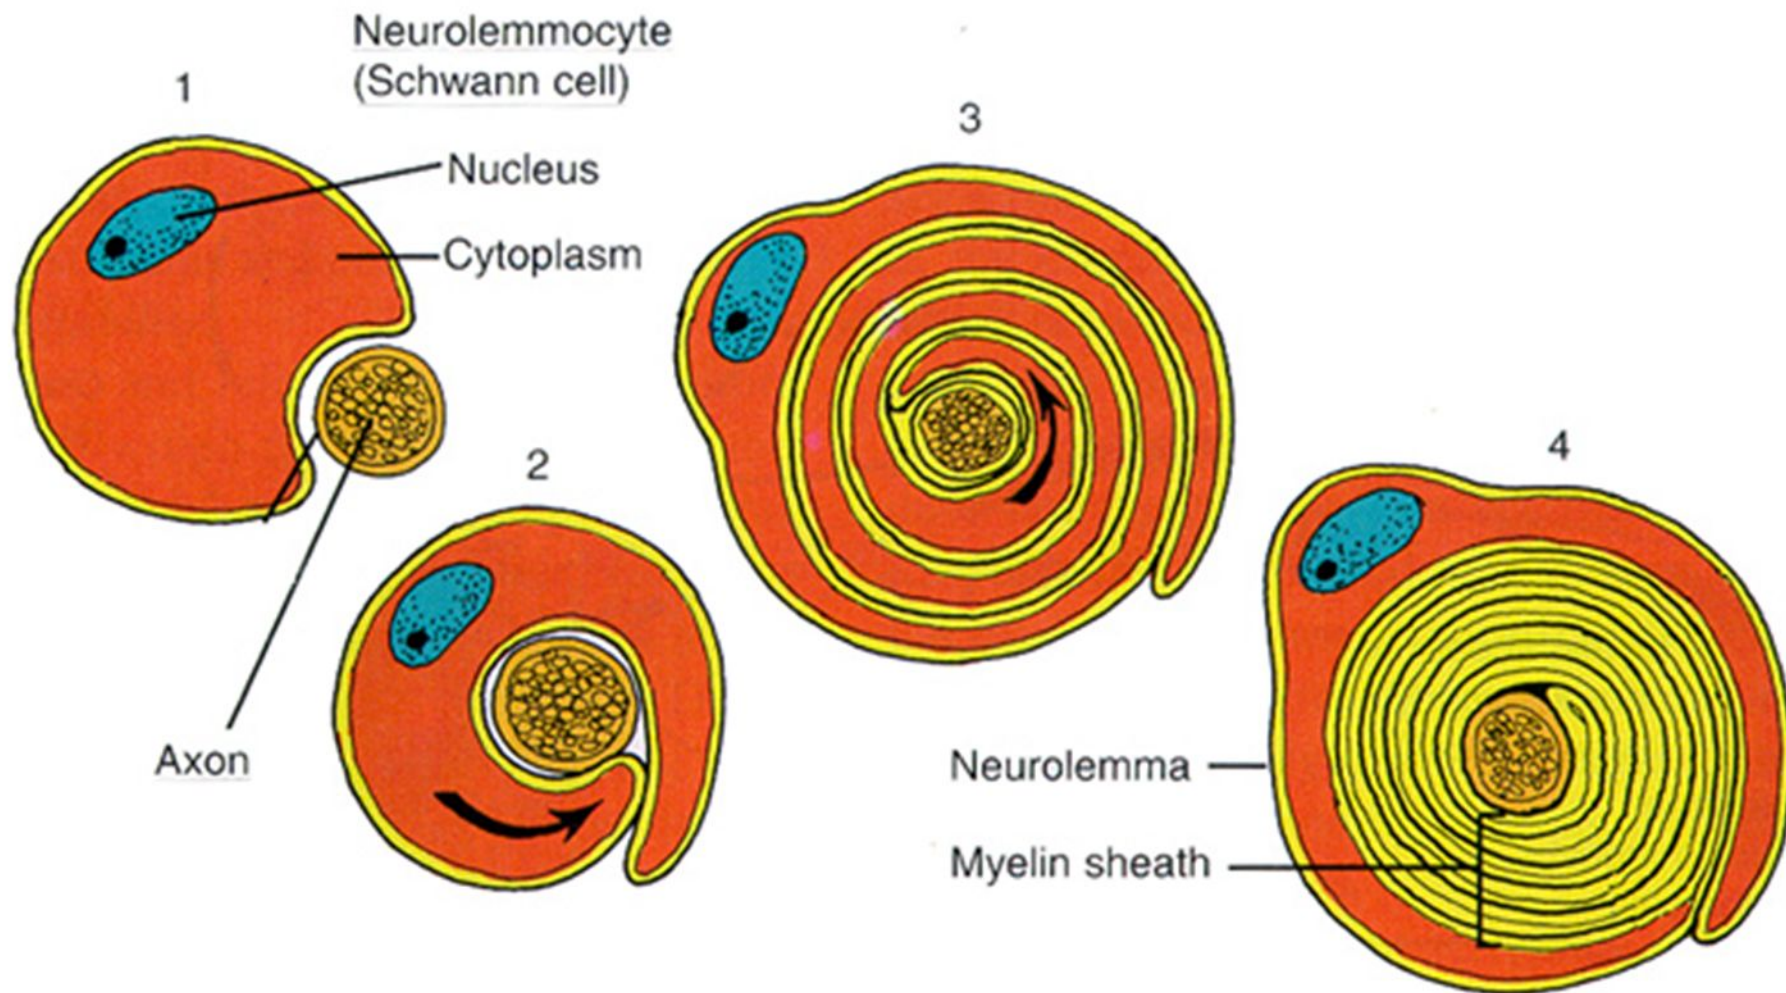 Neurolemmocyte
(Schwann cell)
1
Nucleus
Cytoplasm
Axon
2
3
4
Neurolemma
Myelin sheath